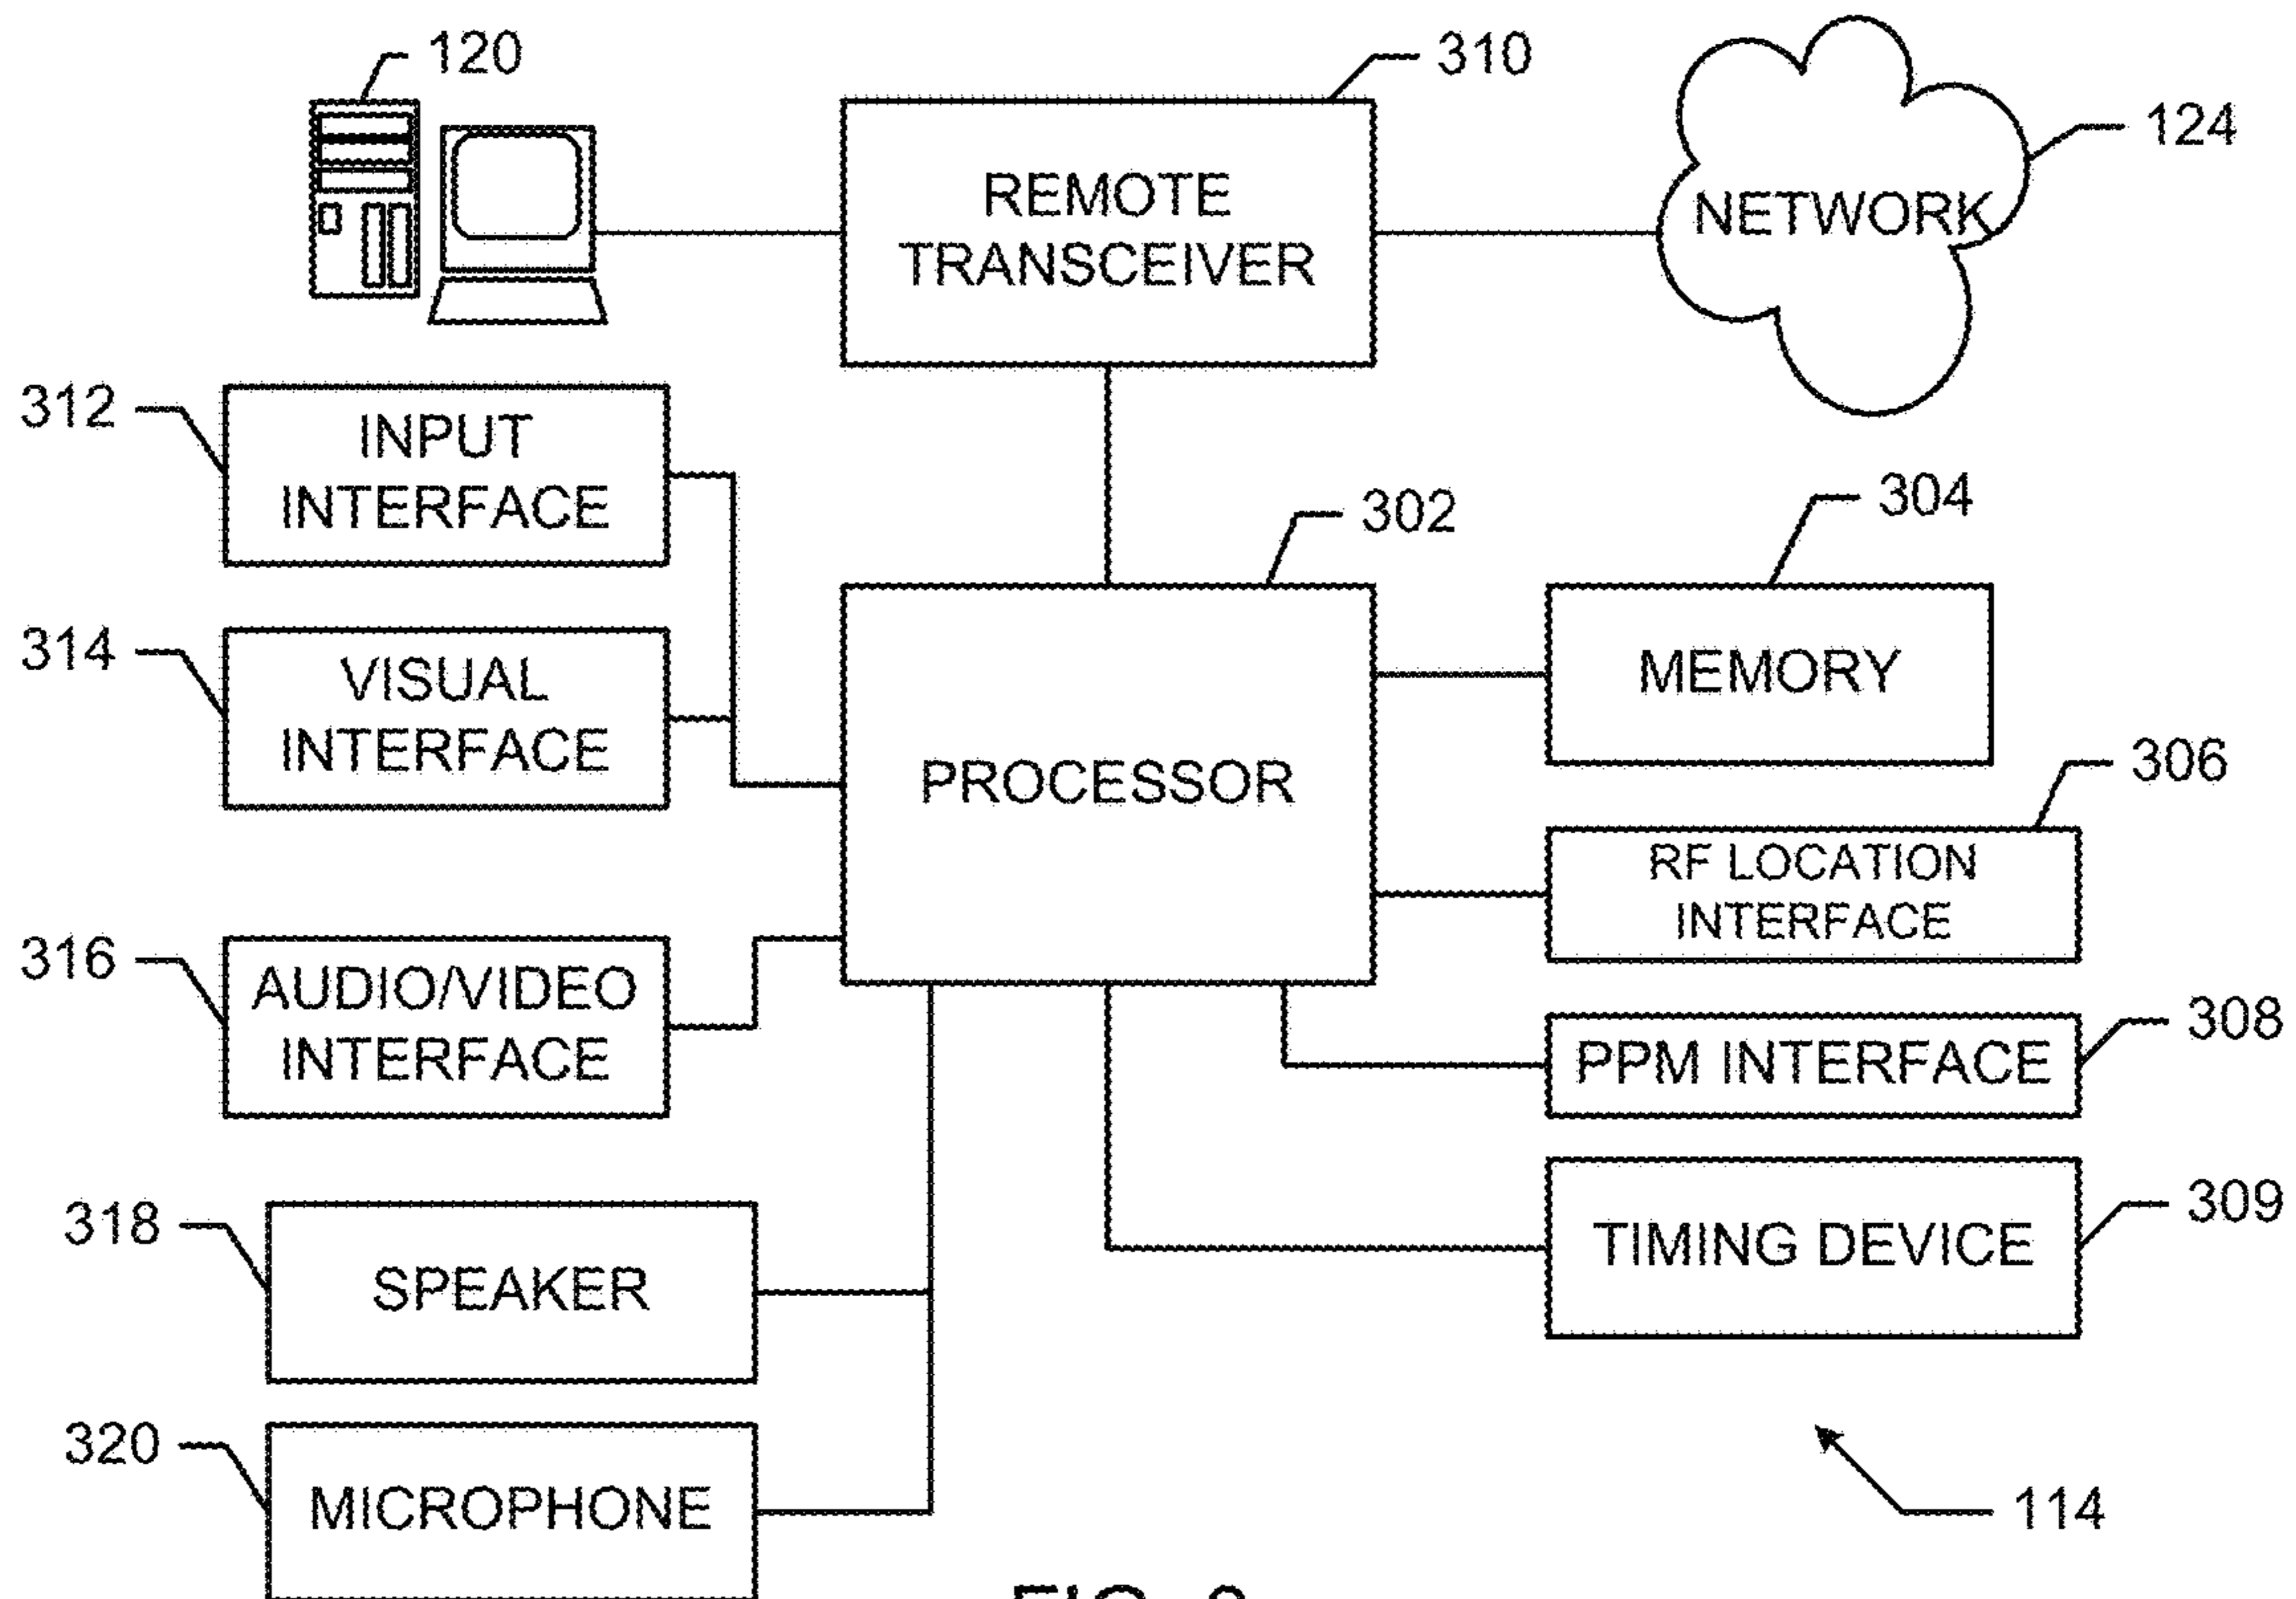 120
310
124
REMOTE
TRANSCEIVER
NETWORK
312
INPUT
INTERFACE
302
304
314
VISUAL
INTERFACE
PROCESSOR
MEMORY
306
RF LOCATION
INTERFACE
316
AUDIO/VIDEO
INTERFACE
308
PPM INTERFACE
318
SPEAKER
309
TIMING DEVICE
320
MICROPHONE
114
FIG.